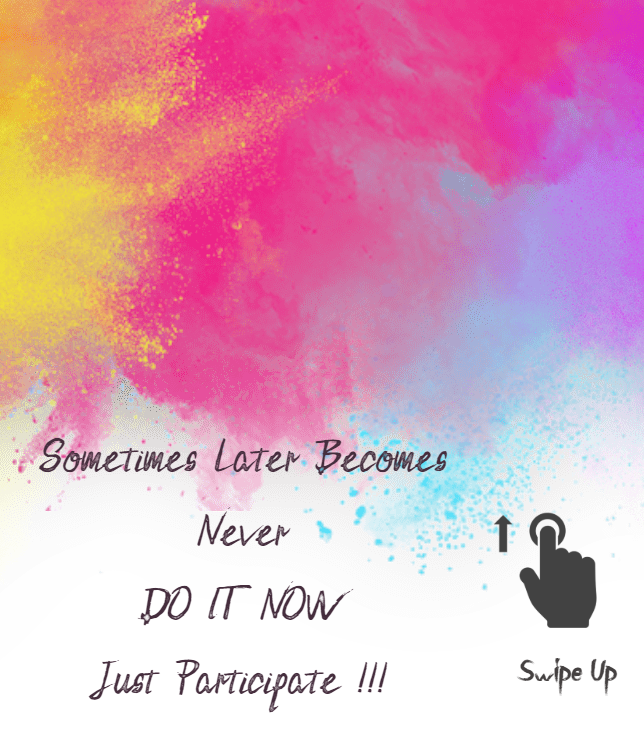 Sometimes Later Becomes
Never
DO IT NOW
Just Participate !!!
Swipe Up